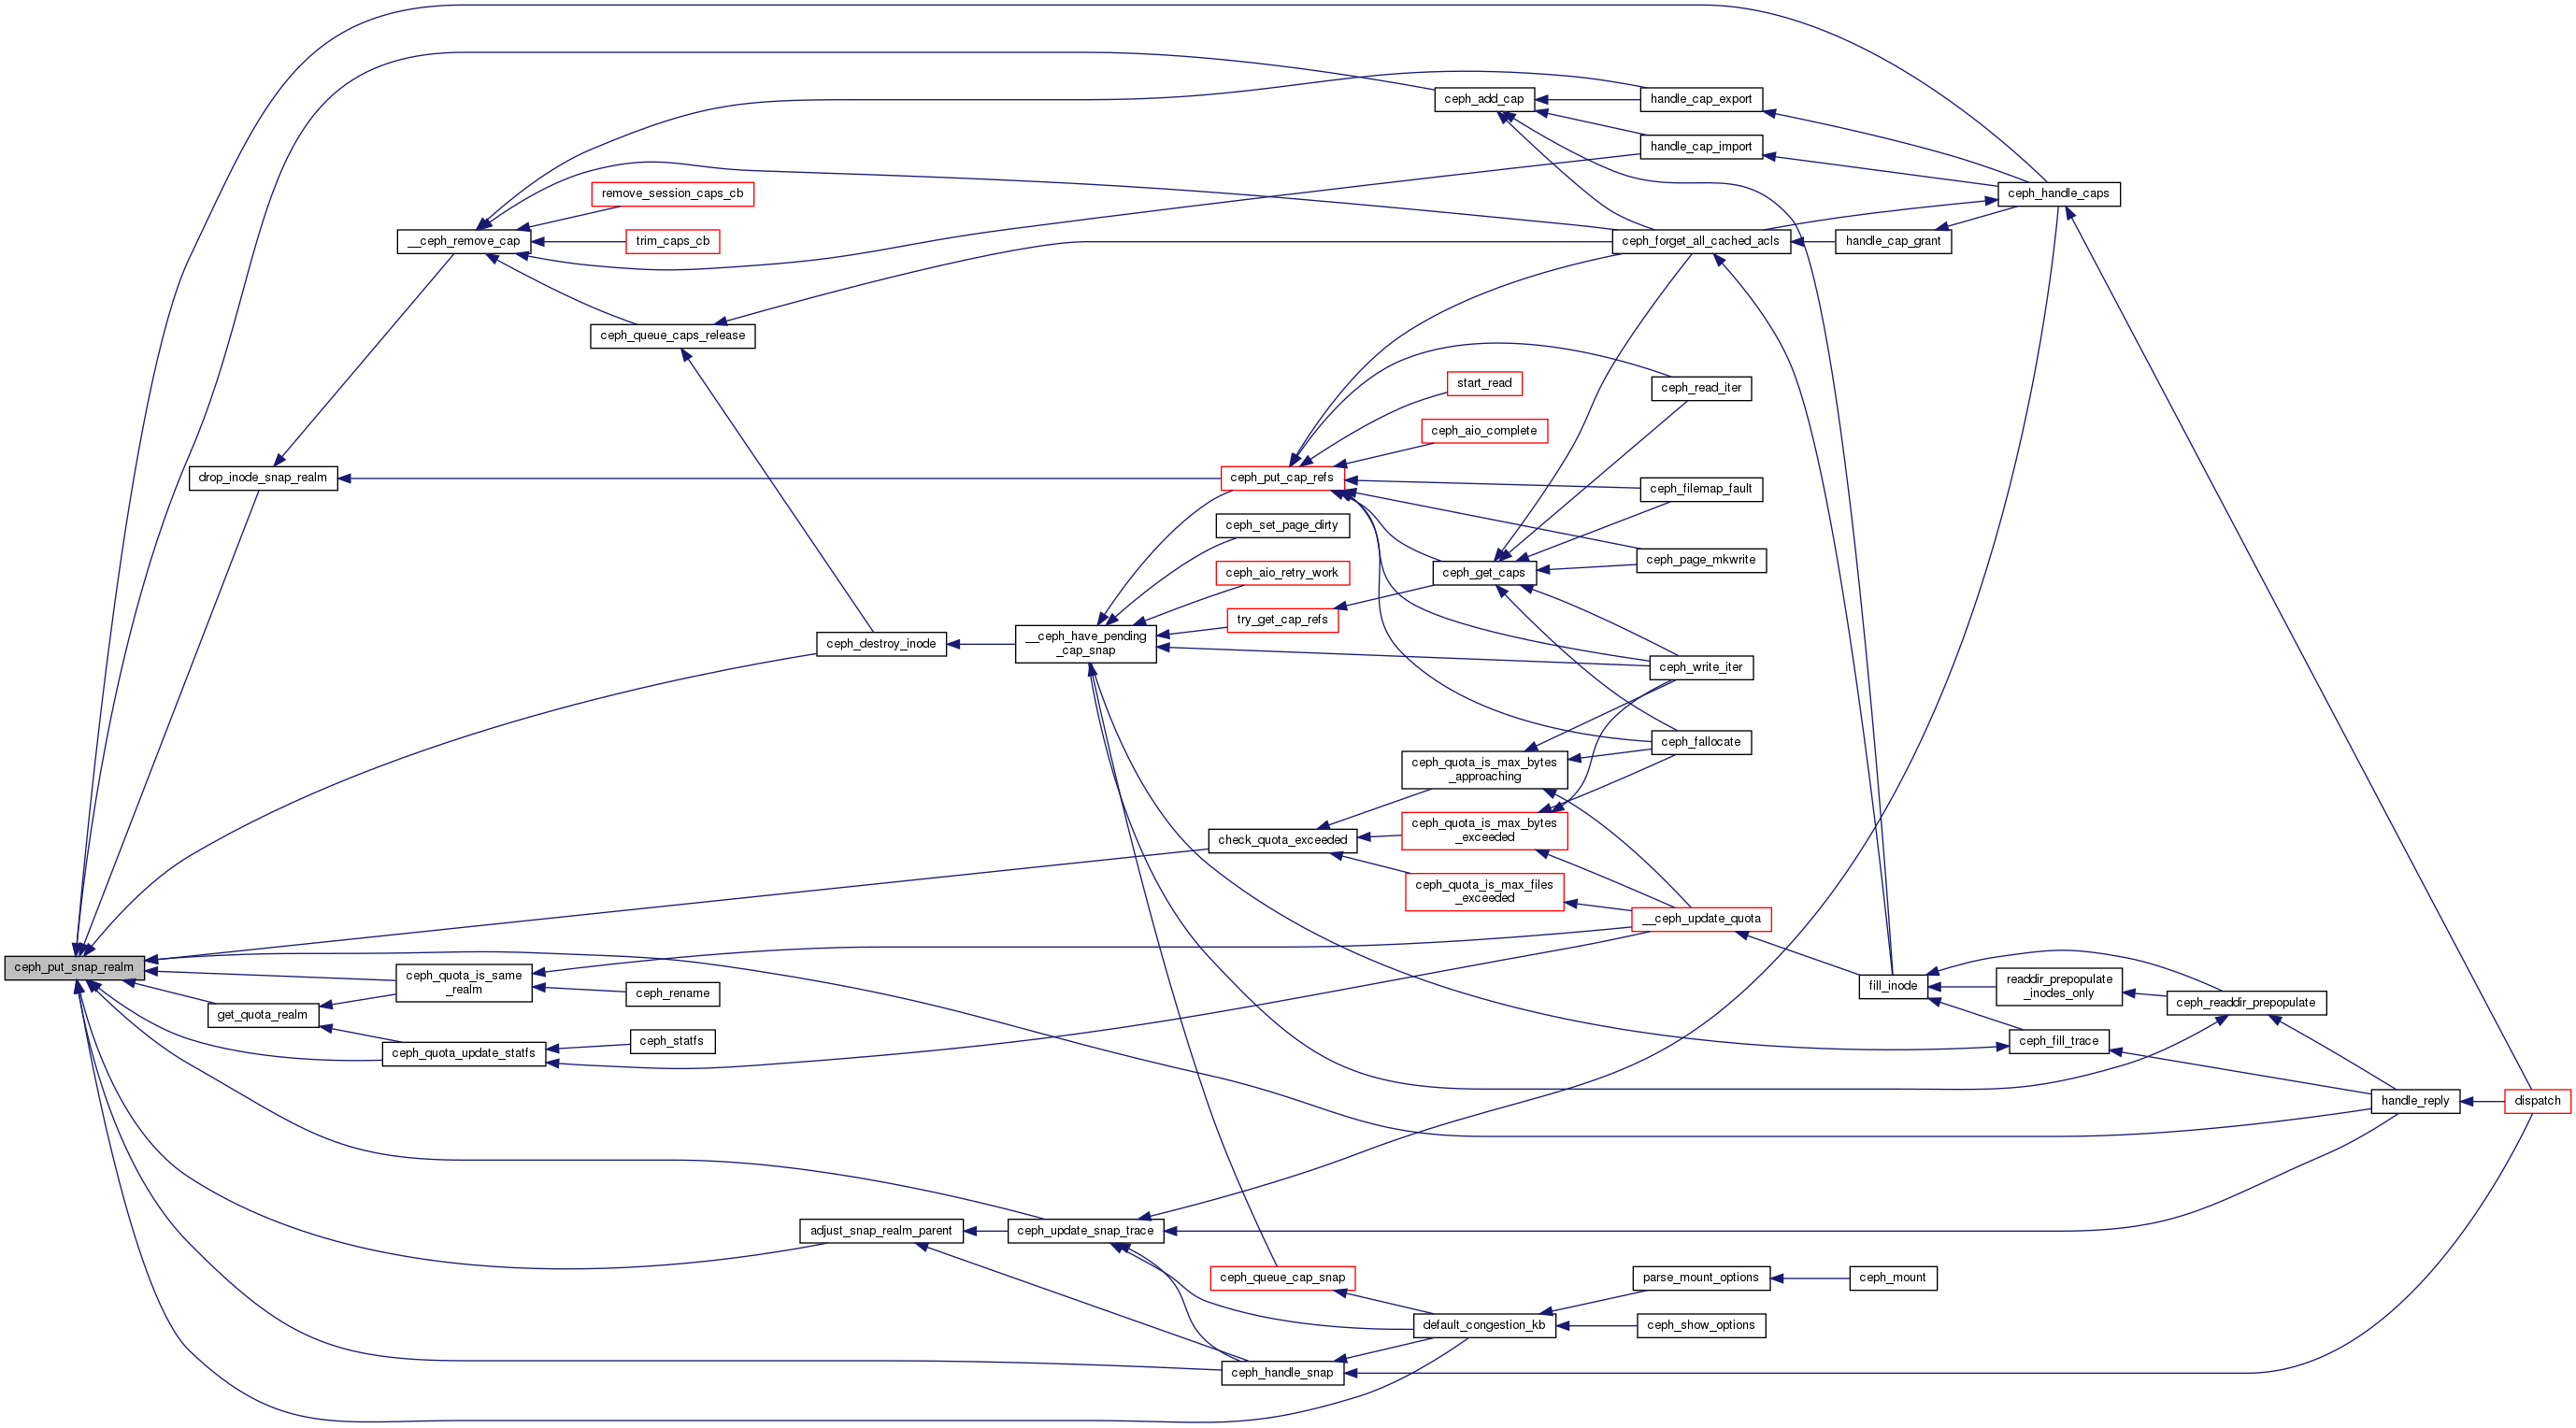 ceph_add_cap
handle_cap_export
handle_cap_import
remove_session_caps_cb
ceph_handle_caps
__ceph_remove_cap
trim_caps_cb
ceph_forget_all_cached_acls
handle_cap_grant
ceph_queue_caps_release
start_read
ceph_read_iter
ceph_aio_complete
drop_inode_snap_realm
ceph_put_cap_refs
ceph_filemap_fault
ceph_set_page_dirty
ceph_page_mkwrite
ceph_aio_retry_work
ceph_get_caps
try_get_cap_refs
ceph_destroy_inode
__ceph_have_pending
_cap_snap
ceph_write_iter
ceph_fallocate
ceph_quota_is_max_bytes
_approaching
check_quota_exceeded
ceph_quota_is_max_bytes
_exceeded
ceph_quota_is_max_files
_exceeded
__ceph_update_quota
ceph_put_snap_realm
ceph_quota_is_same
_realm
ceph_rename
fill_inode
readdir_prepopulate
_inodes_only
ceph_readdir_prepopulate
get_quota_realm
ceph_statfs
ceph_fill_trace
ceph_quota_update_statfs
handle_reply
dispatch
adjust_snap_realm_parent
ceph_update_snap_trace
ceph_queue_cap_snap
parse_mount_options
ceph_mount
default_congestion_kb
ceph_show_options
ceph_handle_snap